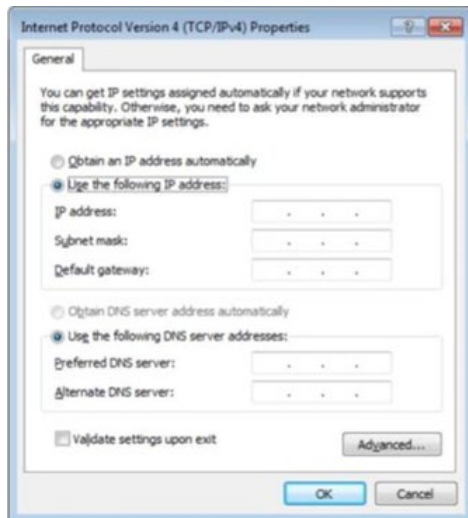 Internet Protocol Version 4 (TCP/IPv4) Properties
General
You can get IP settings assigned automatically if your network supports
this capability. Otherwise, you need to ask your network administrator
for the appropriate IP settings.
Obtain an IP address automatically
Use the following IP address:
IP address:
Subnet mask:
Default gateway:
Obtain DNS server address automatically
Use the following DNS server addresses:
Preferred DNS server:
Alternate DNS server:
Validate settings upon exit
Advanced...
OK Cancel